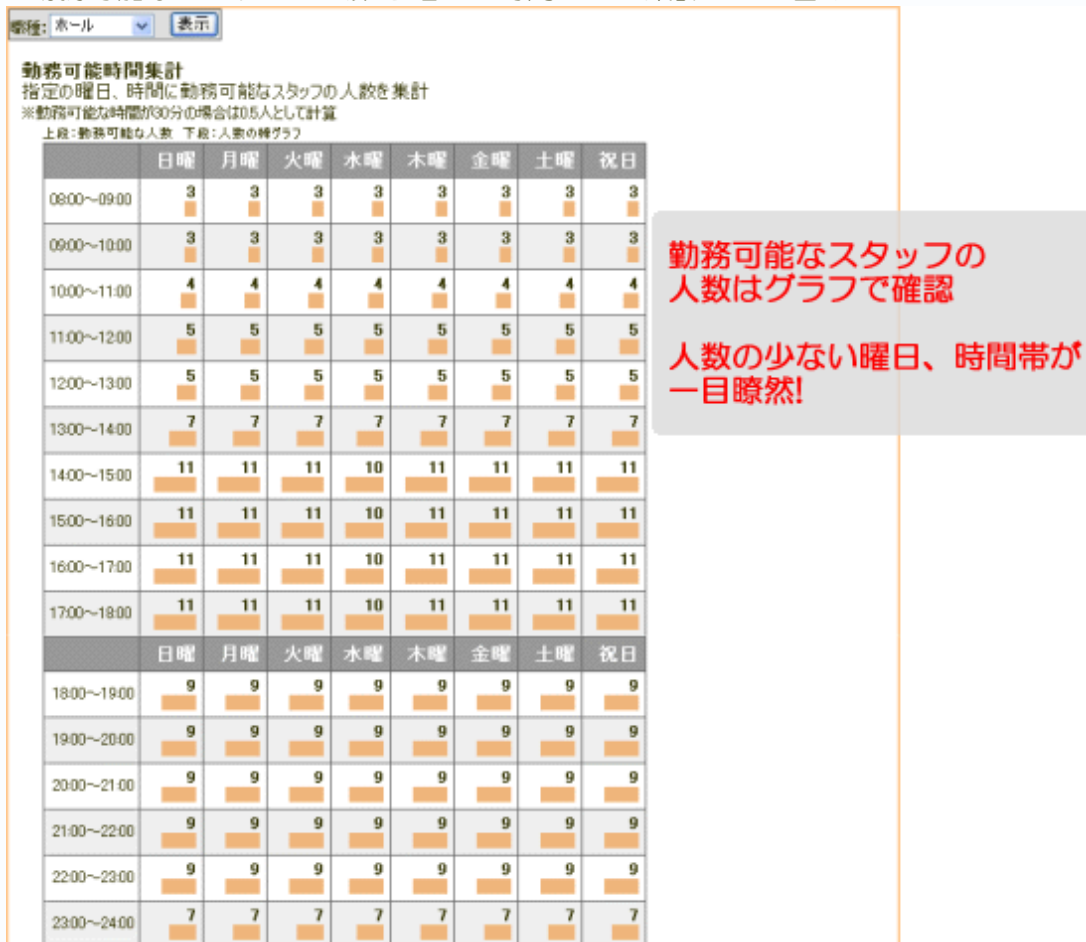 職種: ホール 表示
勤務可能時間集計
指定の曜日、時間に勤務可能なスタッフの人数を集計
※勤務可能な時間が30分の場合は0.5人として計算
上段:勤務可能な人数 下段:人数の棒グラフ
日曜 月曜 火曜 水曜 木曜 金曜 土曜 祝日
08:00～09:00 3 3 3 3 3 3 3 3
09:00～10:00 3 3 3 3 3 3 3 3
10:00～11:00 4 4 4 4 4 4 4 4
11:00～12:00 5 5 5 5 5 5 5 5
12:00～13:00 5 5 5 5 5 5 5 5
13:00～14:00 7 7 7 7 7 7 7 7
14:00～15:00 11 11 11 10 11 11 11 11
15:00～16:00 11 11 11 10 11 11 11 11
16:00～17:00 11 11 11 10 11 11 11 11
17:00～18:00 11 11 11 10 11 11 11 11
日曜 月曜 火曜 水曜 木曜 金曜 土曜 祝日
18:00～19:00 9 9 9 9 9 9 9 9
19:00～20:00 9 9 9 9 9 9 9 9
20:00～21:00 9 9 9 9 9 9 9 9
21:00～22:00 9 9 9 9 9 9 9 9
22:00～23:00 9 9 9 9 9 9 9 9
23:00～24:00 7 7 7 7 7 7 7 7
勤務可能なスタッフの
人数はグラフで確認
人数の少ない曜日、時間帯が
一目瞭然!